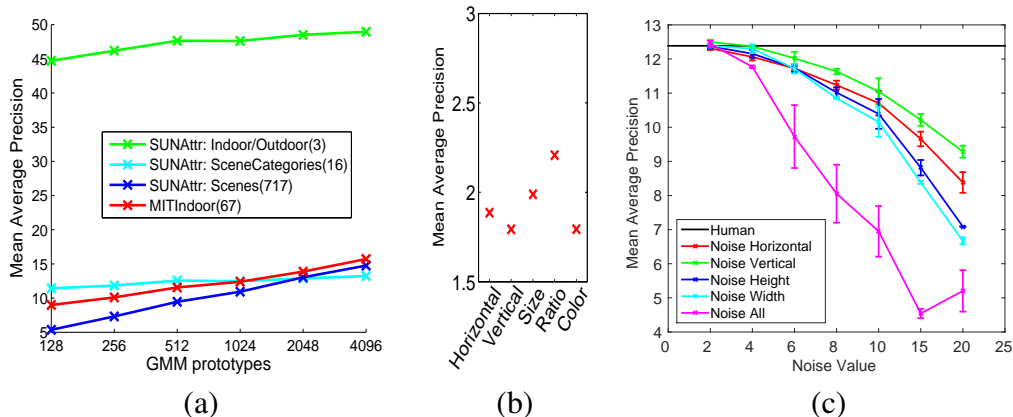 50
45
40
35
30
25
20
15
10
5
128
256
512
1024
2048
4096
Mean Average Precision
GMM prototypes
SUNAttr: Indoor/Outdoor(3)
SUNAttr: SceneCategories(16)
SUNAttr: Scenes(717)
MITIndoor(67)
(a)
3
2.5
2
1.5
Mean Average Precision
Horizontal
Vertical
Size
Ratio
Color
(b)
13
12
11
10
9
8
7
6
5
4
0
2
4
6
8
10
15
20
25
Mean Average Precision
Noise Value
Human
Noise Horizontal
Noise Vertical
Noise Height
Noise Width
Noise All
(c)